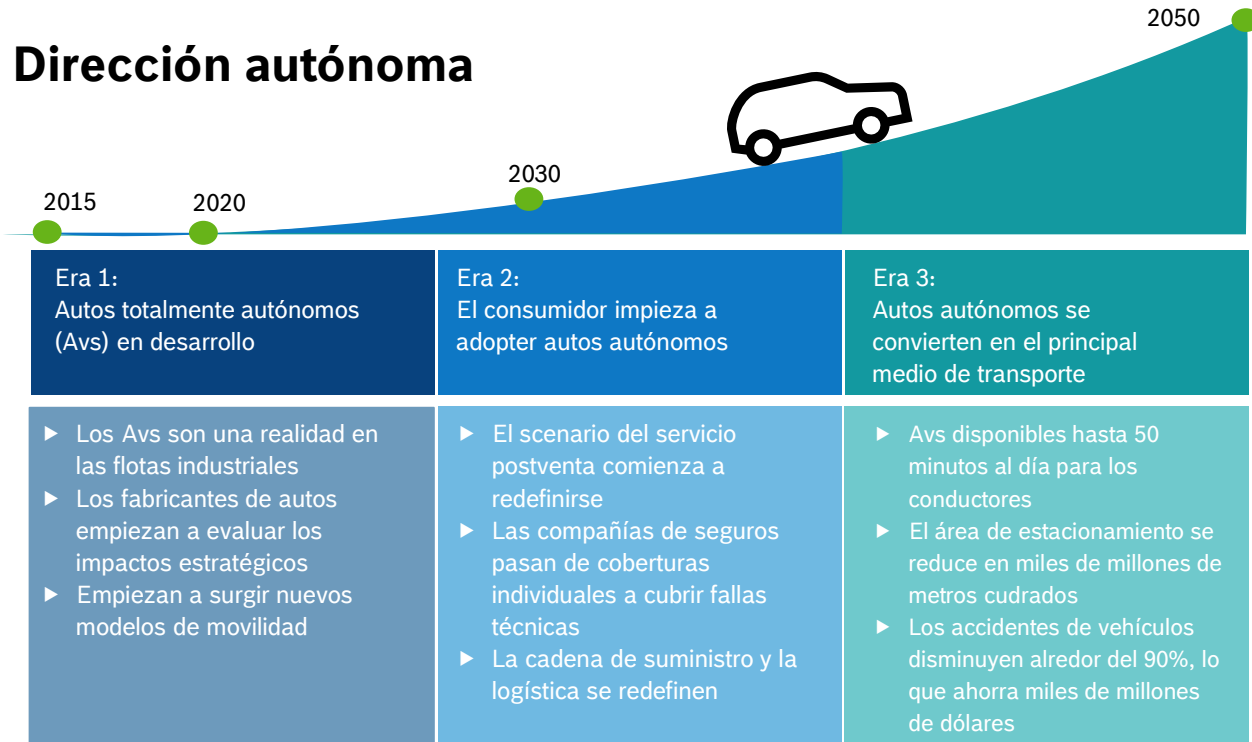 Dirección autónoma
2015
2020
2030
2050
Era 1:
Autos totalmente autónomos
(Avs) en desarrollo
Era 2:
El consumidor impieza a
adopter autos autónomos
Era 3:
Autos autónomos se
convierten en el principal
medio de transporte
► Los Avs son una realidad en
las flotas industriales
► Los fabricantes de autos
empiezan a evaluar los
impactos estratégicos
► Empiezan a surgir nuevos
modelos de movilidad
► El scenario del servicio
postventa comienza a
redefinirse
► Las compañías de seguros
pasan de coberturas
individuales a cubrir fallas
técnicas
► La cadena de suministro y la
logística se redefinen
► Avs disponibles hasta 50
minutos al día para los
conductores
► El área de estacionamiento se
reduce en miles de millones de
metros cudrados
► Los accidentes de vehículos
disminuyen alredor del 90%, lo
que ahorra miles de millones
de dólares